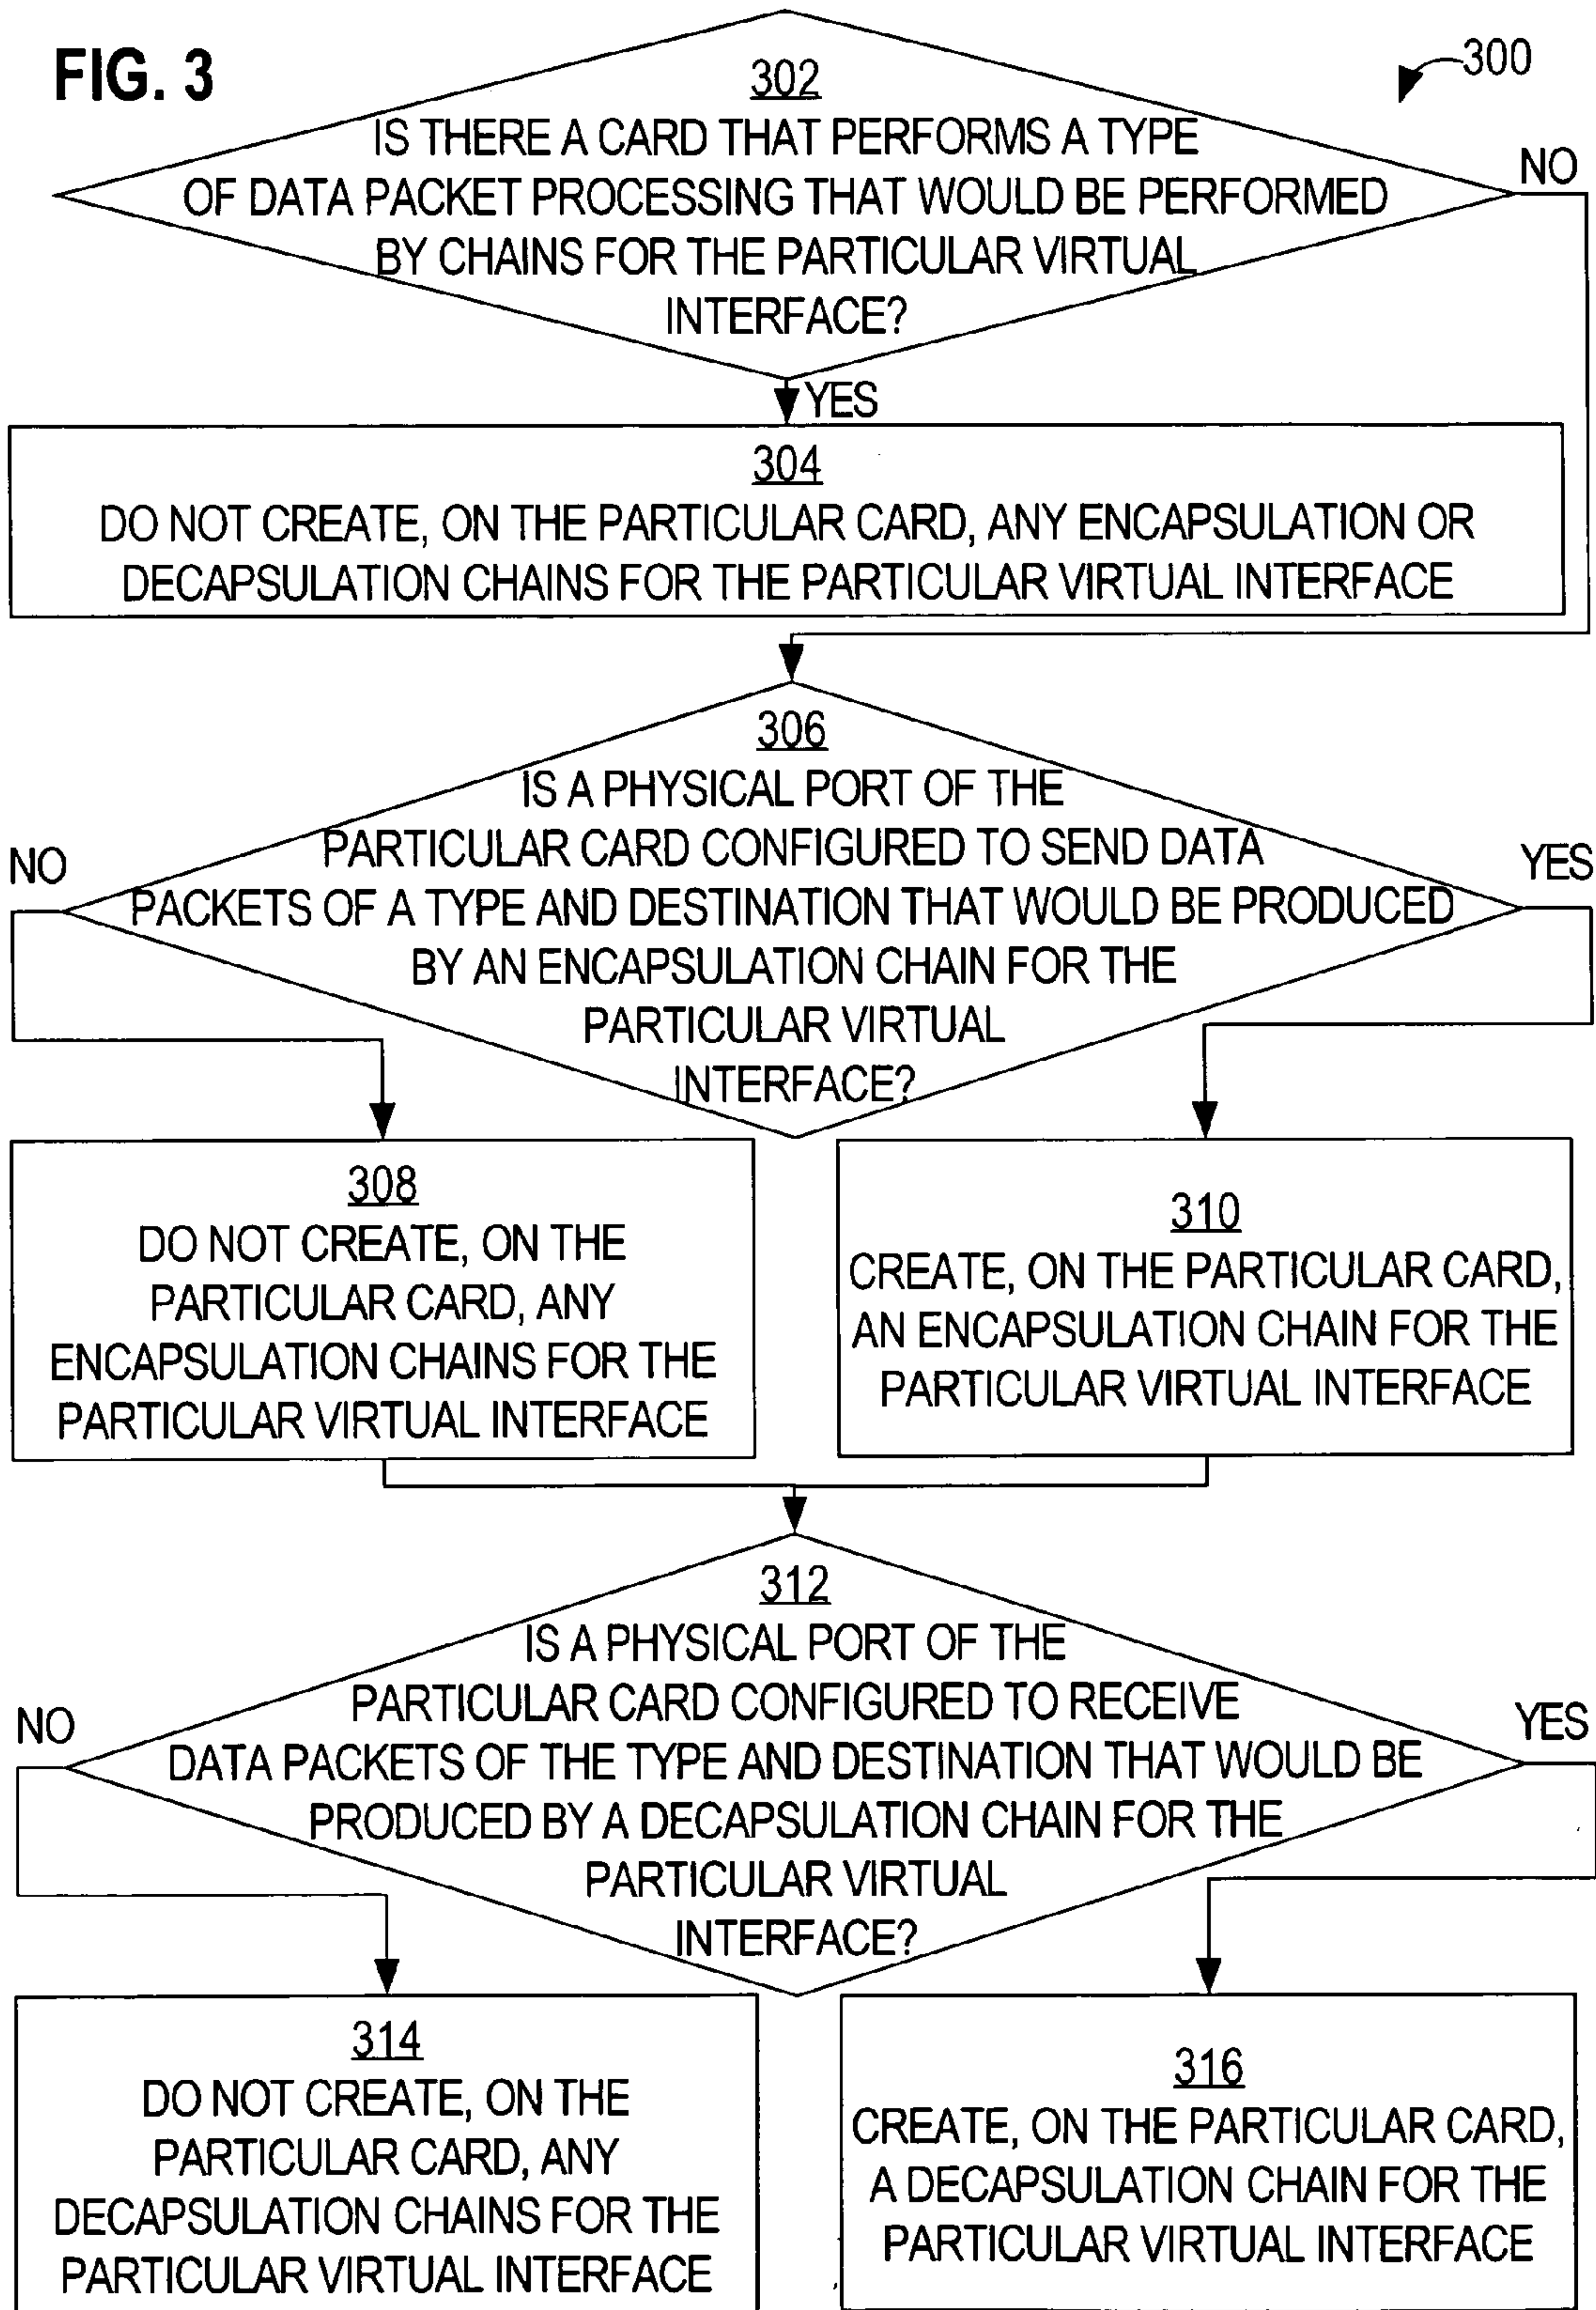 FIG. 3
300
302
IS THERE A CARD THAT PERFORMS A TYPE
OF DATA PACKET PROCESSING THAT WOULD BE PERFORMED
BY CHAINS FOR THE PARTICULAR VIRTUAL
INTERFACE?
NO
YES
304
DO NOT CREATE, ON THE PARTICULAR CARD, ANY ENCAPSULATION OR
DECAPSULATION CHAINS FOR THE PARTICULAR VIRTUAL INTERFACE
306
IS A PHYSICAL PORT OF THE
PARTICULAR CARD CONFIGURED TO SEND DATA
PACKETS OF A TYPE AND DESTINATION THAT WOULD BE PRODUCED
BY AN ENCAPSULATION CHAIN FOR THE
PARTICULAR VIRTUAL
INTERFACE?
NO
YES
308
DO NOT CREATE, ON THE
PARTICULAR CARD, ANY
ENCAPSULATION CHAINS FOR THE
PARTICULAR VIRTUAL INTERFACE
310
CREATE, ON THE PARTICULAR CARD,
AN ENCAPSULATION CHAIN FOR THE
PARTICULAR VIRTUAL INTERFACE
312
IS A PHYSICAL PORT OF THE
PARTICULAR CARD CONFIGURED TO RECEIVE
DATA PACKETS OF THE TYPE AND DESTINATION THAT WOULD BE
PRODUCED BY A DECAPSULATION CHAIN FOR THE
PARTICULAR VIRTUAL
INTERFACE?
NO
YES
314
DO NOT CREATE, ON THE
PARTICULAR CARD, ANY
DECAPSULATION CHAINS FOR THE
PARTICULAR VIRTUAL INTERFACE
316
CREATE, ON THE PARTICULAR CARD,
A DECAPSULATION CHAIN FOR THE
PARTICULAR VIRTUAL INTERFACE